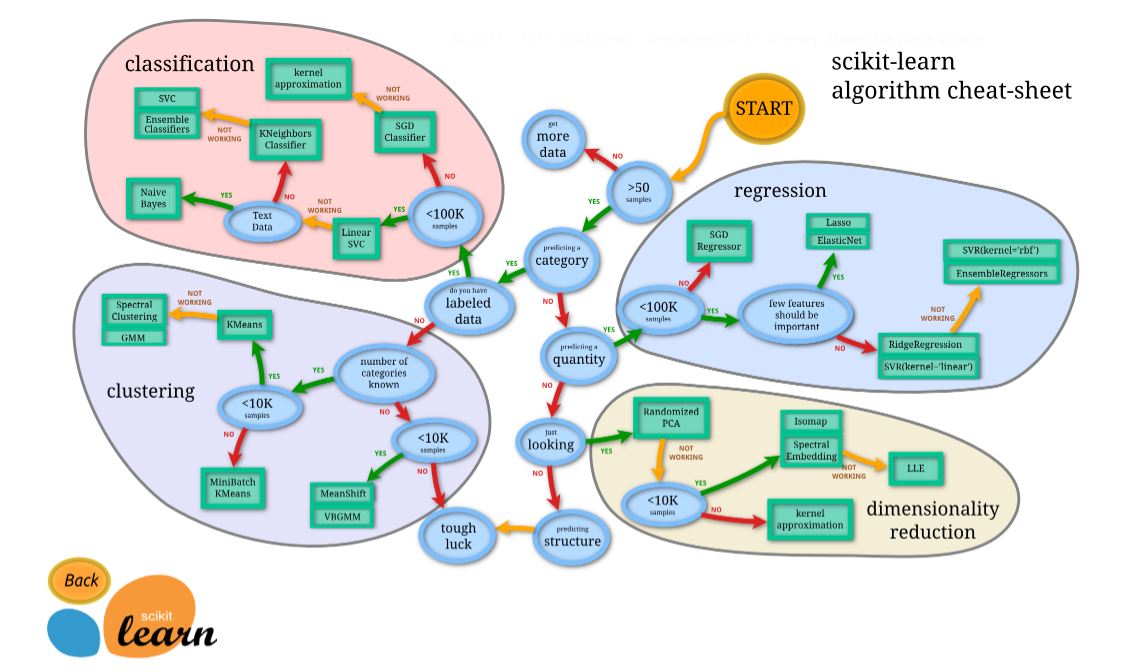 scikit-learn
algorithm cheat-sheet
START
classification
kernel
approximation
NOT
WORKING
SVC
Ensemble
Classifiers
NOT
WORKING
KNeighbors
Classifier
SGD
Classifier
NO
Naive
Bayes
YES
NO
Text
Data
NOT
WORKING
Linear
SVC
YES
<100K
samples
YES
get
more
data
NO
>50
samples
YES
predicting a
category
YES
NO
do you have
labeled
data
NO
predicting a
quantity
YES
NO
just
looking
YES
NO
predicting
structure
tough
luck
regression
SGD
Regressor
NO
<100K
samples
YES
few features
should be
important
YES
Lasso
ElasticNet
NO
SVR(kernel='rbf')
EnsembleRegressors
NOT
WORKING
RidgeRegression
SVR(kernel='linear')
clustering
Spectral
Clustering
GMM
NOT
WORKING
KMeans
YES
<10K
samples
NO
MiniBatch
KMeans
YES
number of
categories
known
NO
<10K
samples
YES
NO
MeanShift
VBGMM
dimensionality
reduction
Randomized
PCA
NOT
WORKING
<10K
samples
YES
NO
Isomap
Spectral
Embedding
NOT
WORKING
LLE
kernel
approximation
Back
scikit
learn